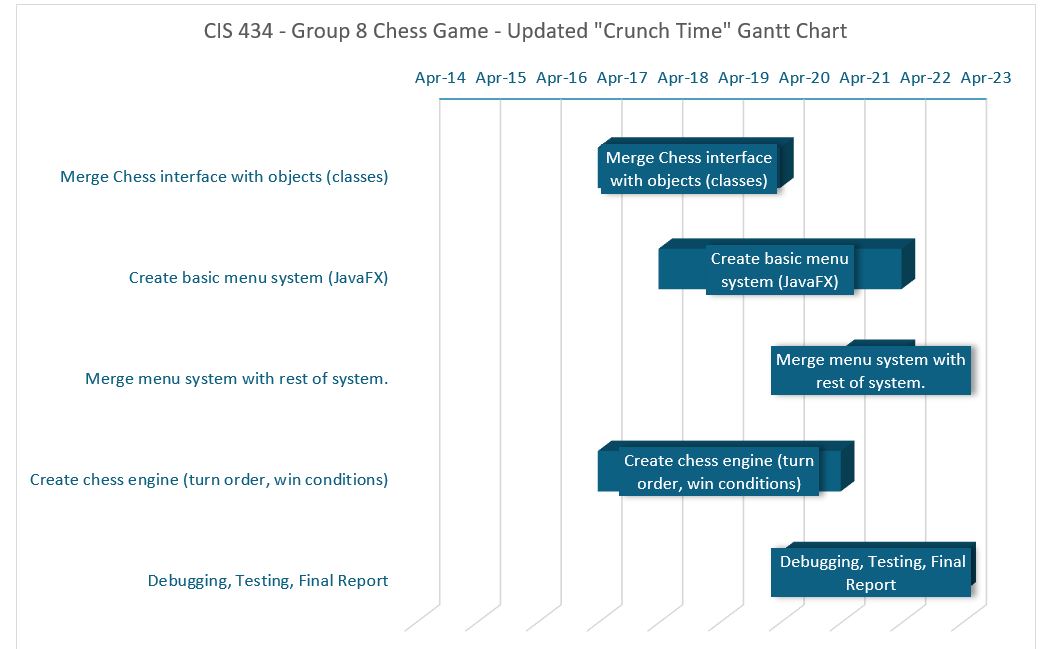 CIS 434 - Group 8 Chess Game - Updated "Crunch Time" Gantt Chart
Apr-14 Apr-15 Apr-16 Apr-17 Apr-18 Apr-19 Apr-20 Apr-21 Apr-22 Apr-23
Merge Chess interface with objects (classes)
Merge Chess interface
with objects (classes)
Create basic menu system (JavaFX)
Create basic menu
system (JavaFX)
Merge menu system with rest of system.
Merge menu system with
rest of system.
Create chess engine (turn order, win conditions)
Create chess engine (turn
order, win conditions)
Debugging, Testing, Final Report
Debugging, Testing, Final
Report